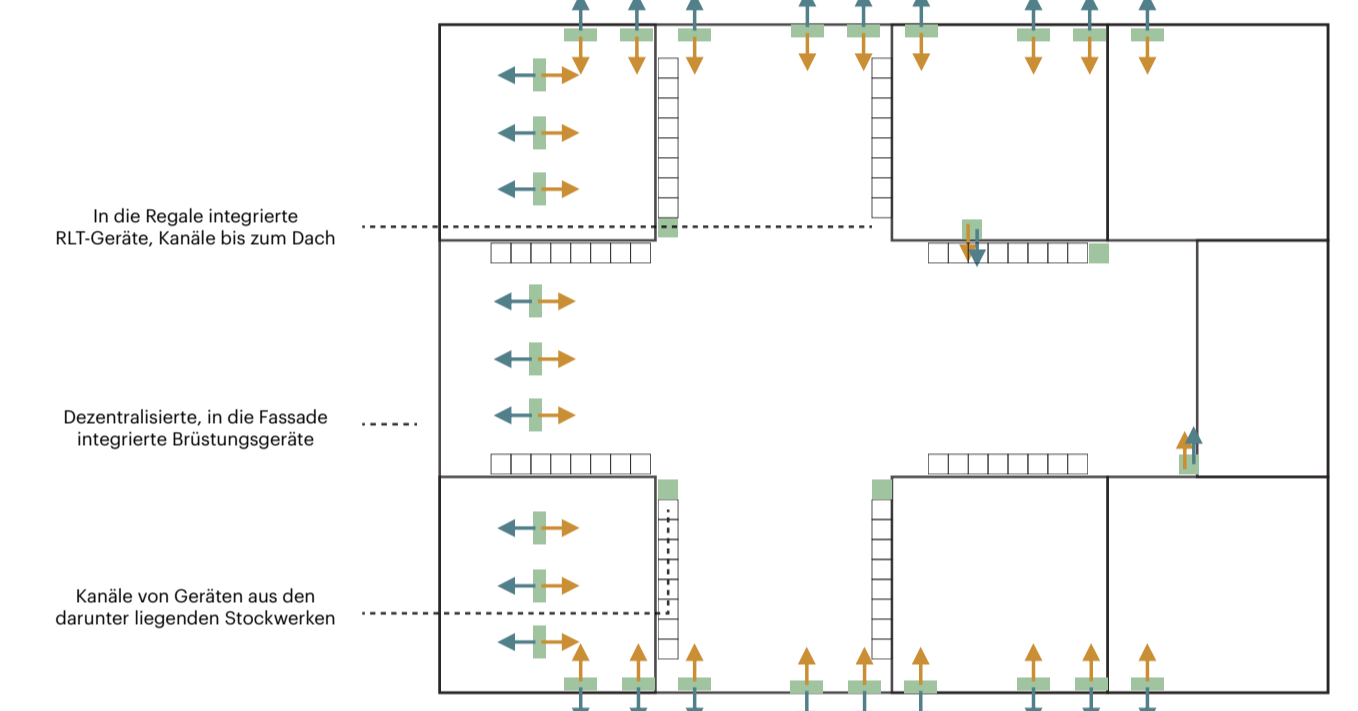 In die Regale integrierte
RLT-Geräte, Kanäle bis zum Dach
Dezentralisierte, in die Fassade
integrierte Brüstungsgeräte
Kanäle von Geräten aus den
darunter liegenden Stockwerken